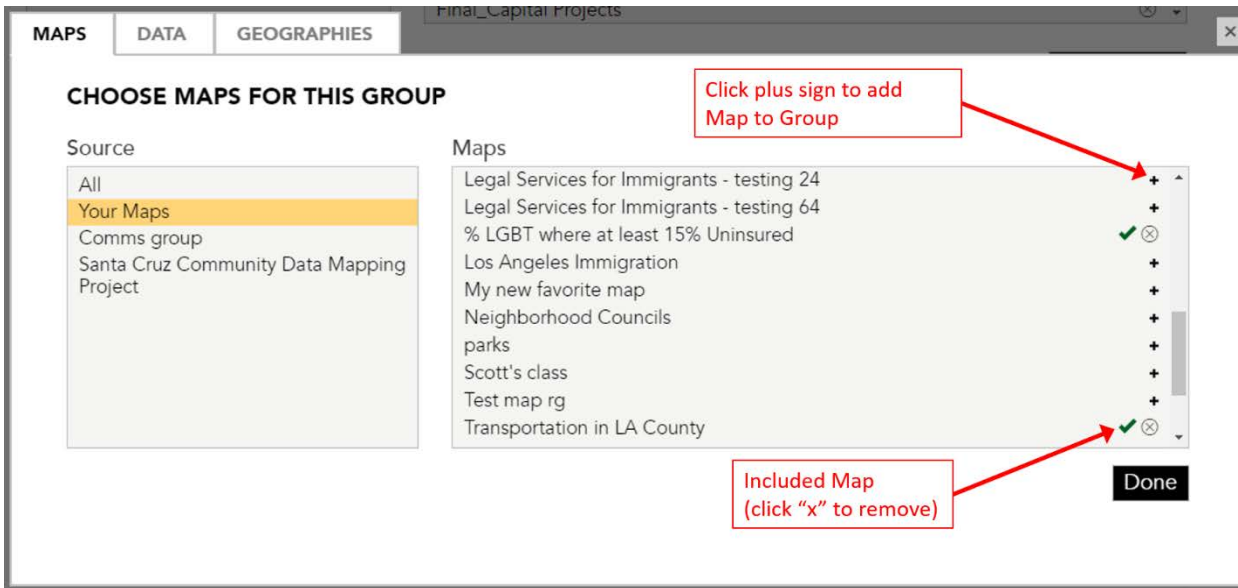 Final_Capital Projects
MAPS DATA GEOGRAPHIES
CHOOSE MAPS FOR THIS GROUP
Click plus sign to add
Map to Group
Source
All
Your Maps
Comms group
Santa Cruz Community Data Mapping
Project
Maps
Legal Services for Immigrants - testing 24
Legal Services for Immigrants - testing 64
% LGBT where at least 15% Uninsured
Los Angeles Immigration
My new favorite map
Neighborhood Councils
parks
Scott's class
Test map rg
Transportation in LA County
Included Map
(click “x” to remove)
Done